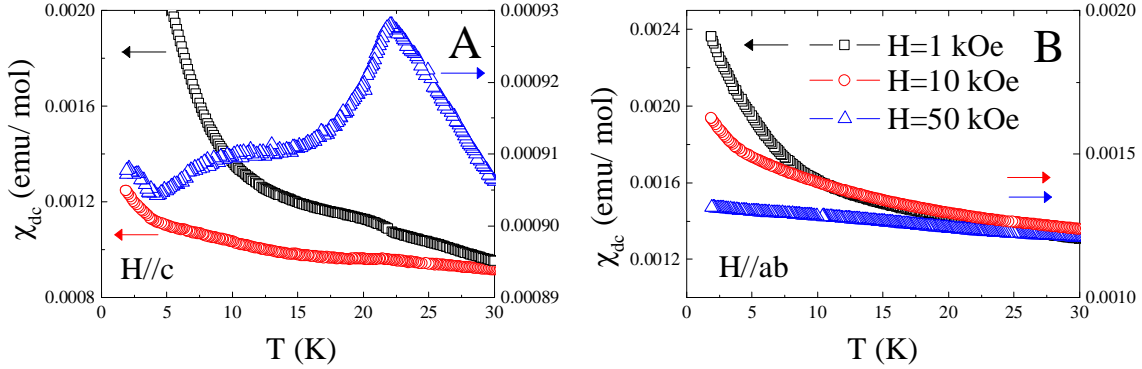 A
0.0020
0.0016
0.0012
0.0008
χdc (emu/ mol)
0.00093
0.00092
0.00091
0.00090
0.00089
H//c
0 5 10 15 20 25 30
T (K)
B
H=1 kOe
H=10 kOe
H=50 kOe
0.0024
0.0020
0.0016
0.0012
χdc (emu/ mol)
0.0020
0.0015
0.0010
H//ab
0 5 10 15 20 25 30
T (K)